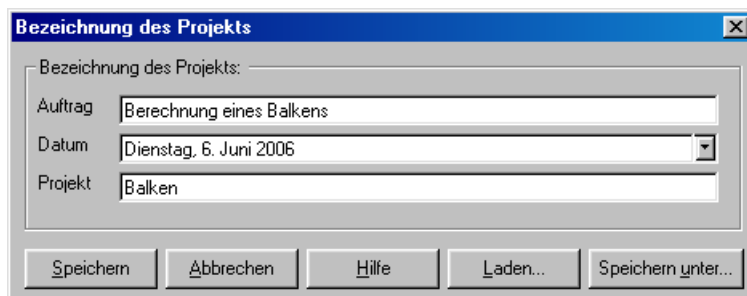 Bezeichnung des Projekts
Bezeichnung des Projekts:
Auftrag Berechnung eines Balkens
Datum Dienstag, 6. Juni 2006
Projekt Balken
Speichern Abbrechen Hilfe Laden... Speichern unter...